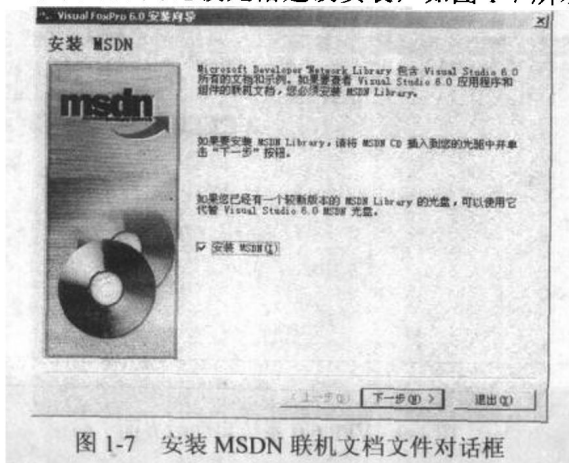 Visual FoxPro 6.0 安装向导
安装 MSDN
msdn
Microsoft Developer Network Library 包含 Visual Studio 6.0
所有的文档和示例。如果要查看 Visual Studio 6.0 应用程序和
组件的联机文档，您必须安装 MSDN Library。
如果要安装 MSDN Library，请将 MSDN CD 插入到您的光驱中并单
击“下一步”按钮。
如果您已经有一个较新版本的 MSDN Library 的光盘，可以使用它
代替 Visual Studio 6.0 MSDN 光盘。
安装 MSDN(I)
<上一步(B) 下一步(N) > 退出(X)
图 1-7 安装 MSDN 联机文档文件对话框